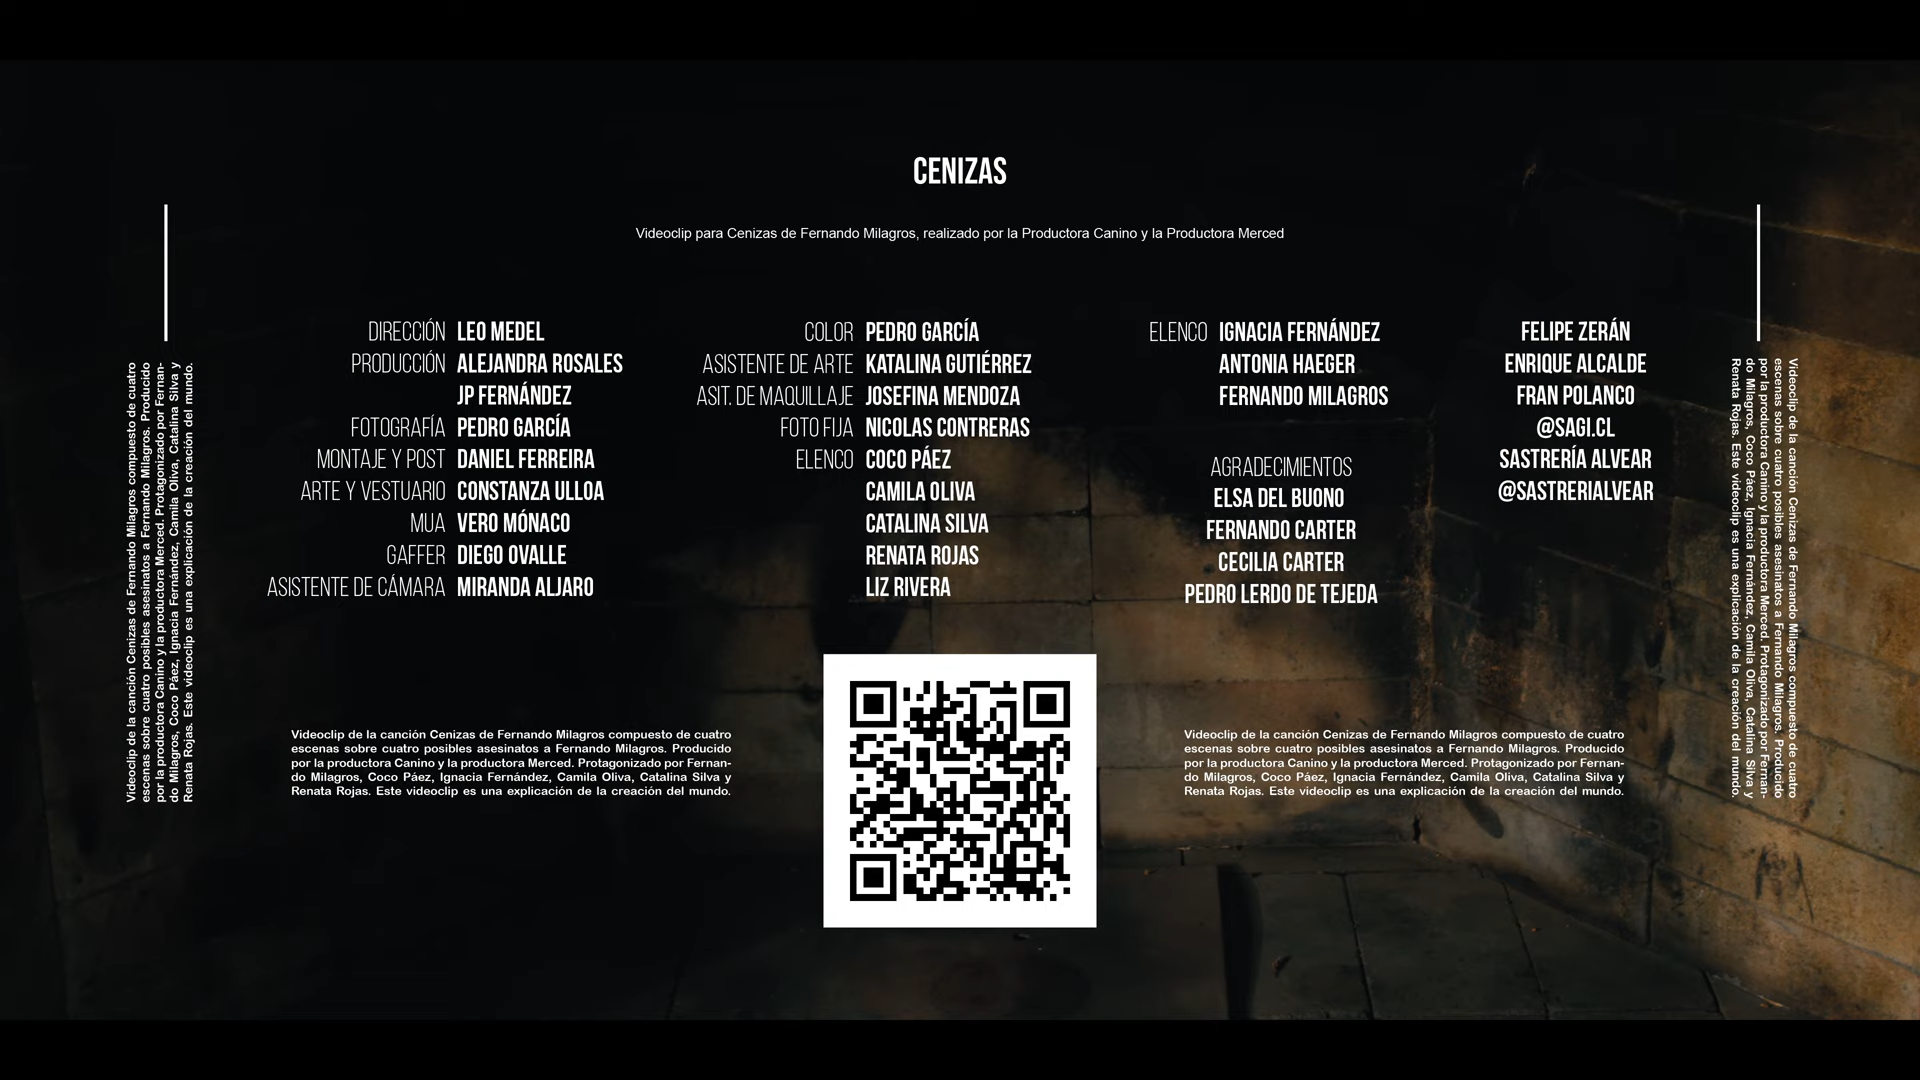 CENIZAS
Videoclip para Cenizas de Fernando Milagros, realizado por la Productora Canino y la Productora Merced
DIRECCIÓN LEO MEDEL
PRODUCCIÓN ALEJANDRA ROSALES
JP FERNÁNDEZ
FOTOGRAFÍA PEDRO GARCÍA
MONTAJE Y POST DANIEL FERREIRA
ARTE Y VESTUARIO CONSTANZA ULLOA
MUA VERO MÓNACO
GAFFER DIEGO OVALLE
ASISTENTE DE CÁMARA MIRANDA ALJARO
COLOR PEDRO GARCÍA
ASISTENTE DE ARTE KATALINA GUTIÉRREZ
ASIT. DE MAQUILLAJE JOSEFINA MENDOZA
FOTO FIJA NICOLAS CONTRERAS
ELENCO COCO PÁEZ
CAMILA OLIVA
CATALINA SILVA
RENATA ROJAS
LIZ RIVERA
ELENCO IGNACIA FERNÁNDEZ
ANTONIA HAEGER
FERNANDO MILAGROS
AGRADECIMIENTOS
ELSA DEL BUONO
FERNANDO CARTER
CECILIA CARTER
PEDRO LERDO DE TEJEDA
FELIPE ZERÁN
ENRIQUE ALCALDE
FRAN POLANCO
@SAGI.CL
SASTRERÍA ALVEAR
@SASTRERIALVEAR
Videoclip de la canción Cenizas de Fernando Milagros compuesto de cuatro
escenas sobre cuatro posibles asesinatos a Fernando Milagros. Producido
por la productora Canino y la productora Merced. Protagonizado por Fernan-
do Milagros, Coco Páez, Ignacia Fernández, Camila Oliva, Catalina Silva y
Renata Rojas. Este videoclip es una explicación de la creación del mundo.
Videoclip de la canción Cenizas de Fernando Milagros compuesto de cuatro
escenas sobre cuatro posibles asesinatos a Fernando Milagros. Producido
por la productora Canino y la productora Merced. Protagonizado por Fernan-
do Milagros, Coco Páez, Ignacia Fernández, Camila Oliva, Catalina Silva y
Renata Rojas. Este videoclip es una explicación de la creación del mundo.
Videoclip de la canción Cenizas de Fernando Milagros compuesto de cuatro
escenas sobre cuatro posibles asesinatos a Fernando Milagros. Producido
por la productora Canino y la productora Merced. Protagonizado por Fernan-
do Milagros, Coco Páez, Ignacia Fernández, Camila Oliva, Catalina Silva y
Renata Rojas. Este videoclip es una explicación de la creación del mundo.
Videoclip de la canción Cenizas de Fernando Milagros compuesto de cuatro
escenas sobre cuatro posibles asesinatos a Fernando Milagros. Producido
por la productora Canino y la productora Merced. Protagonizado por Fernan-
do Milagros, Coco Páez, Ignacia Fernández, Camila Oliva, Catalina Silva y
Renata Rojas. Este videoclip es una explicación de la creación del mundo.